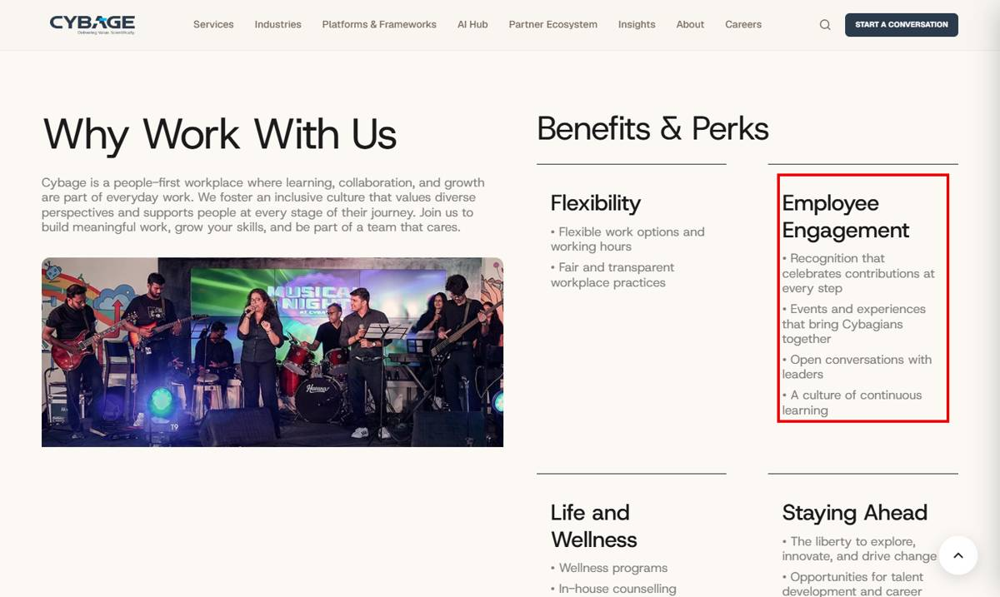 CYBAGE
Delivering Value. Scientifically.
Services
Industries
Platforms & Frameworks
AI Hub
Partner Ecosystem
Insights
About
Careers
START A CONVERSATION
Why Work With Us
Cybage is a people-first workplace where learning, collaboration, and growth
are part of everyday work. We foster an inclusive culture that values diverse
perspectives and supports people at every stage of their journey. Join us to
build meaningful work, grow your skills, and be part of a team that cares.
MUSICAL
NIGHT
AT CYBA
Havana
T9
Benefits & Perks
Flexibility
• Flexible work options and
working hours
• Fair and transparent
workplace practices
Employee
Engagement
• Recognition that
celebrates contributions at
every step
• Events and experiences
that bring Cybagians
together
• Open conversations with
leaders
• A culture of continuous
learning
Life and
Wellness
• Wellness programs
• In-house counselling
Staying Ahead
• The liberty to explore,
innovate, and drive change
• Opportunities for talent
development and career